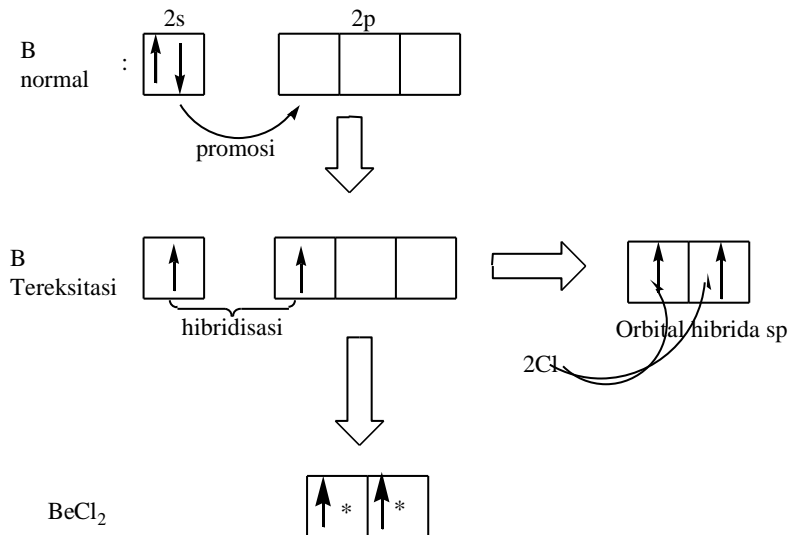 2s 2p
B
normal :
promosi
B
Tereksitasi
hibridisasi
Orbital hibrida sp
2Cl
BeCl₂
* *